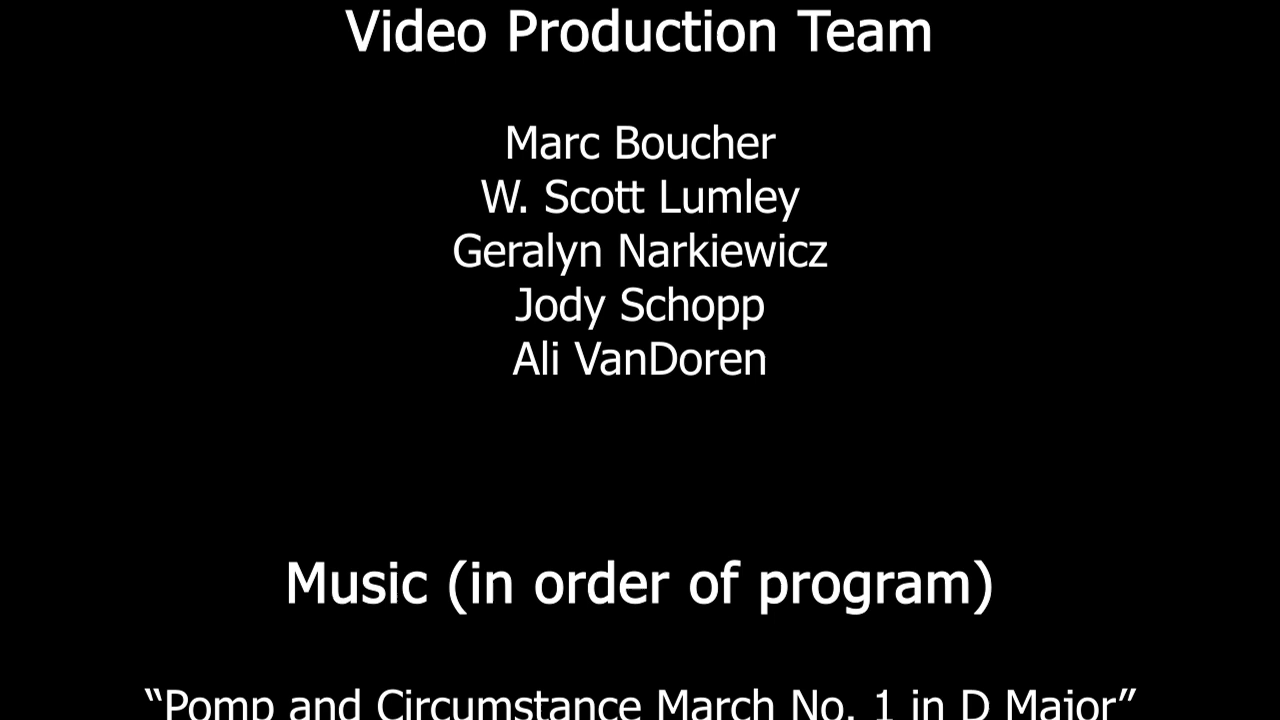 Video Production Team
Marc Boucher
W. Scott Lumley
Geralyn Narkiewicz
Jody Schopp
Ali VanDoren
Music (in order of program)
“Pomp and Circumstance March No. 1 in D Major”